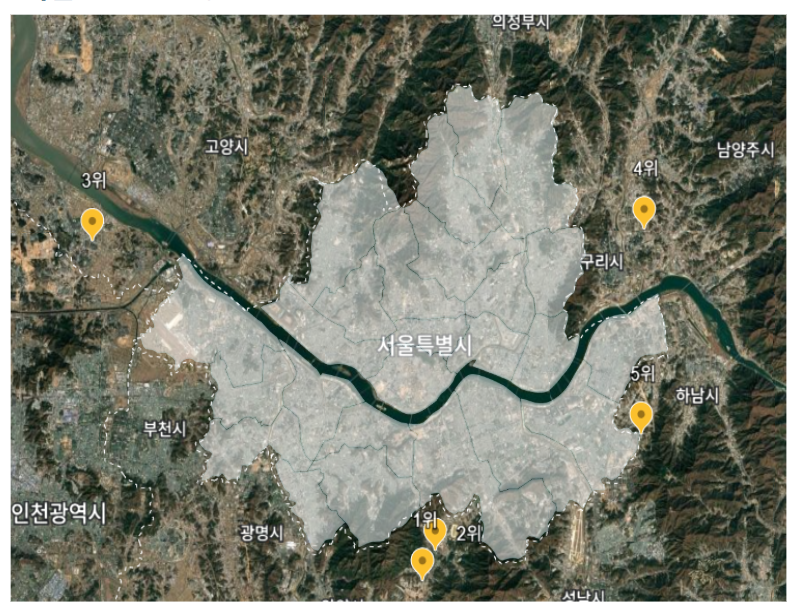 의정부시
고양시
남양주시
4위
3위
구리시
서울특별시
5위
하남시
부천시
인천광역시
1위
2위
광명시
성남시